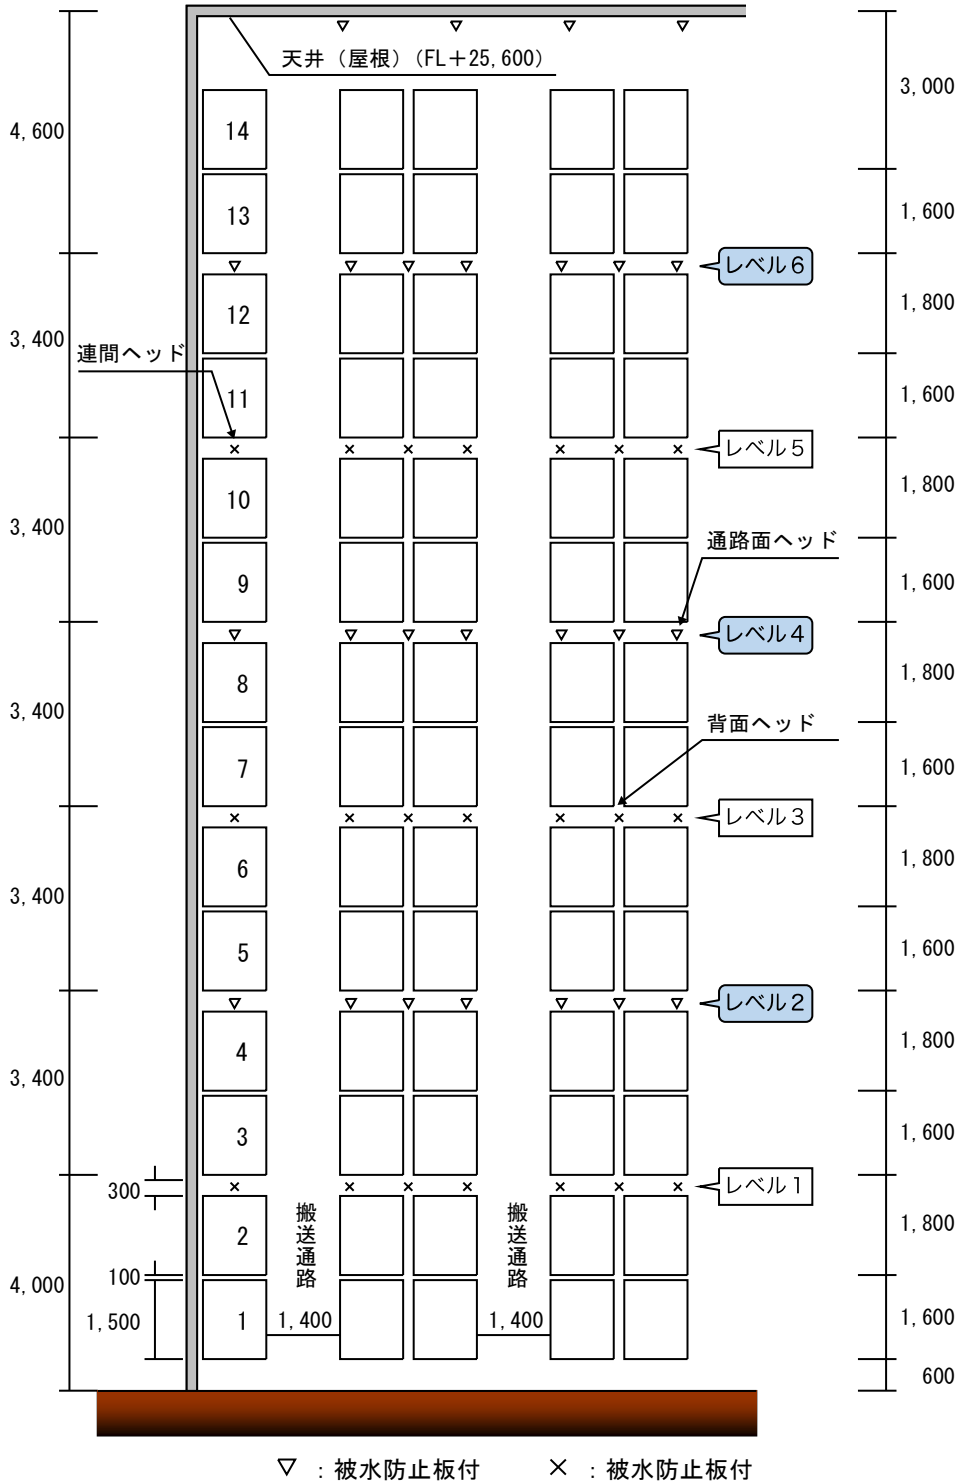 天井（屋根）(FL＋25,600)
3,000
4,600
14
13
1,600
レベル6
12
1,800
3,400
連間ヘッド
11
1,600
レベル5
10
1,800
3,400
通路面ヘッド
9
1,600
レベル4
8
1,800
3,400
背面ヘッド
7
1,600
レベル3
6
1,800
3,400
5
1,600
レベル2
4
1,800
3,400
3
1,600
レベル1
300
2
搬送通路
搬送通路
1,800
100
4,000
1
1,500
1,400
1,400
1,600
600
▽ ：被水防止板付
× ：被水防止板付